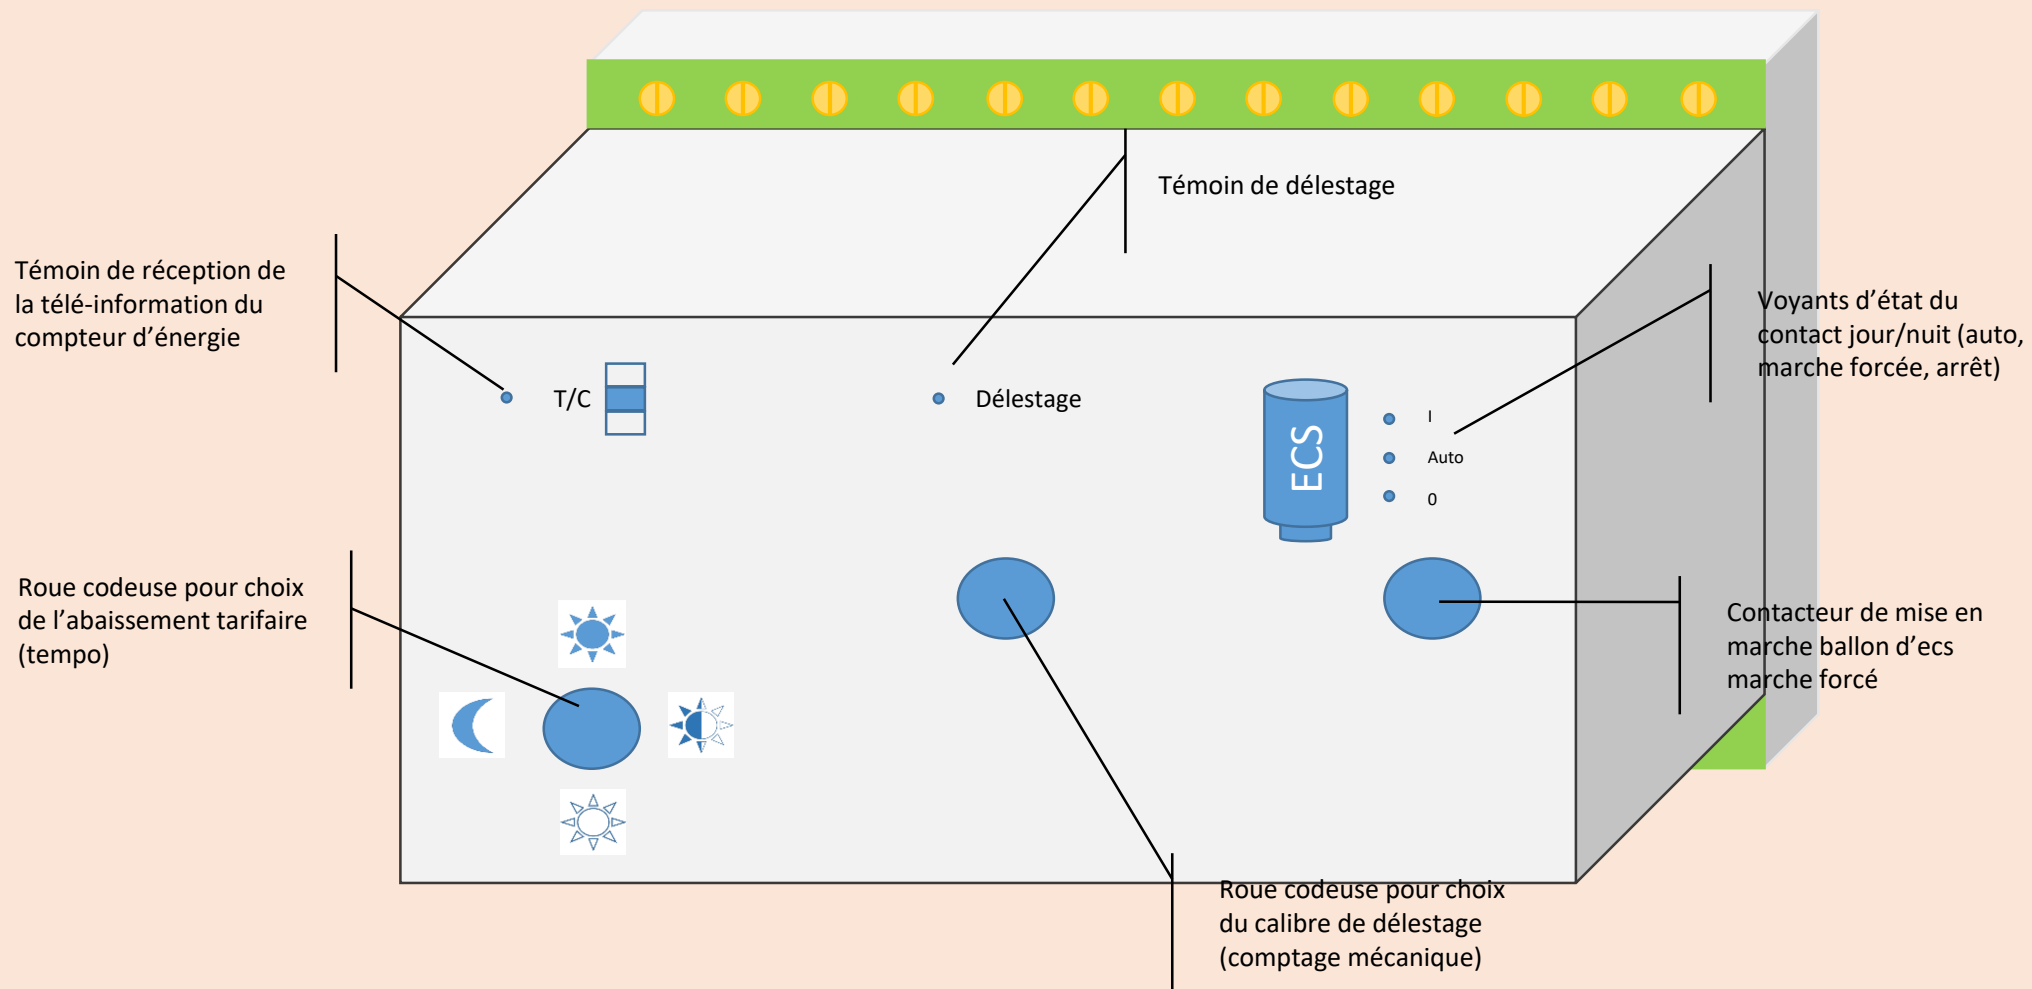 Témoin de délestage
Témoin de réception de
la télé-information du
compteur d’énergie
Voyants d’état du
contact jour/nuit (auto,
marche forcée, arrêt)
T/C
Délestage
ECS
I
Auto
0
Roue codeuse pour choix
de l’abaissement tarifaire
(tempo)
Contacteur de mise en
marche ballon d’ecs
marche forcé
Roue codeuse pour choix
du calibre de délestage
(comptage mécanique)